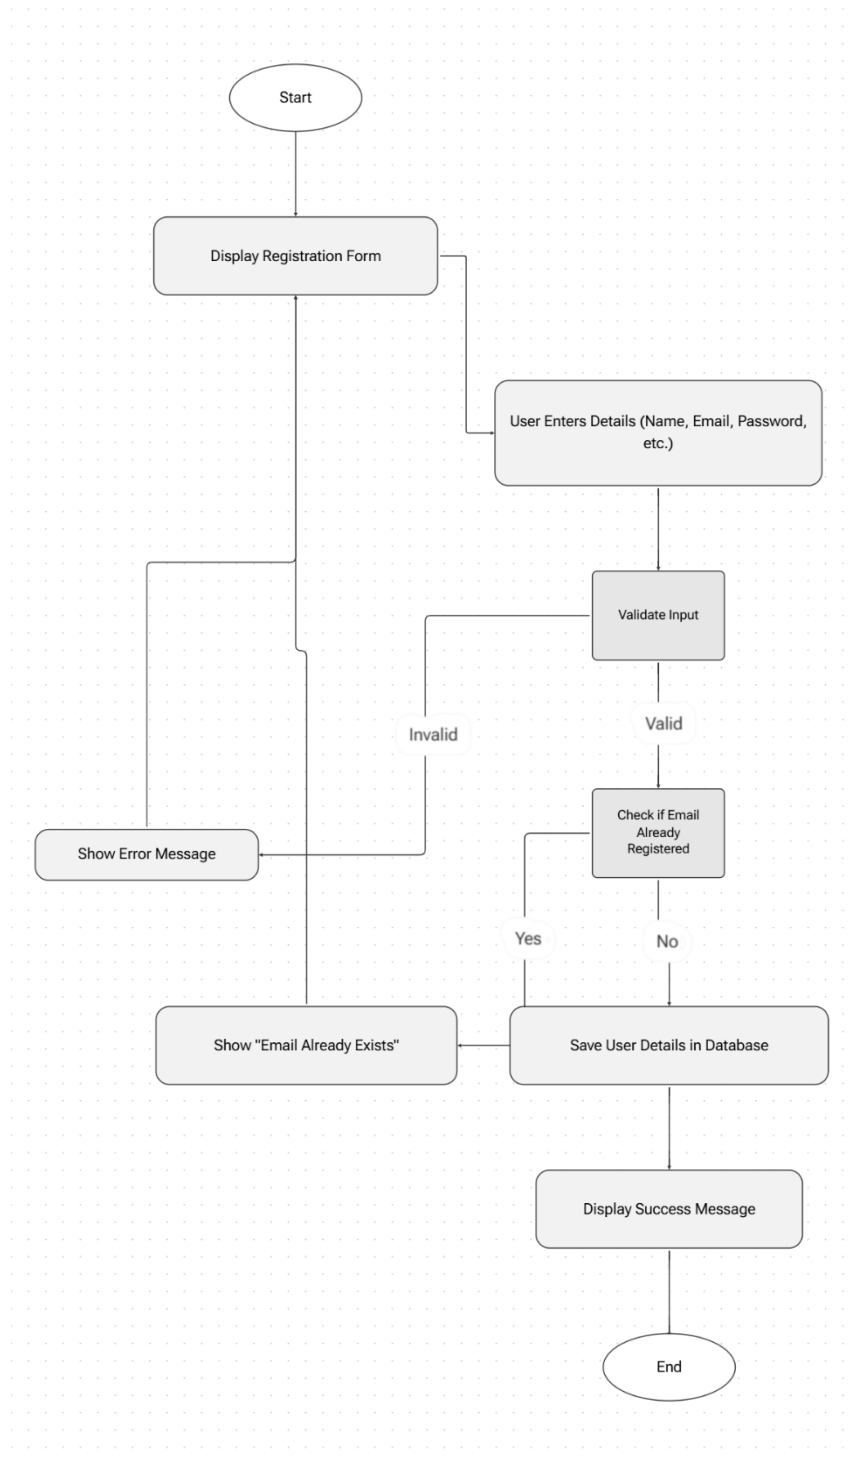 Start
Display Registration Form
User Enters Details (Name, Email, Password,
etc.)
Validate Input
Valid
Invalid
Check if Email
Already
Registered
Show Error Message
Yes
No
Show "Email Already Exists"
Save User Details in Database
Display Success Message
End